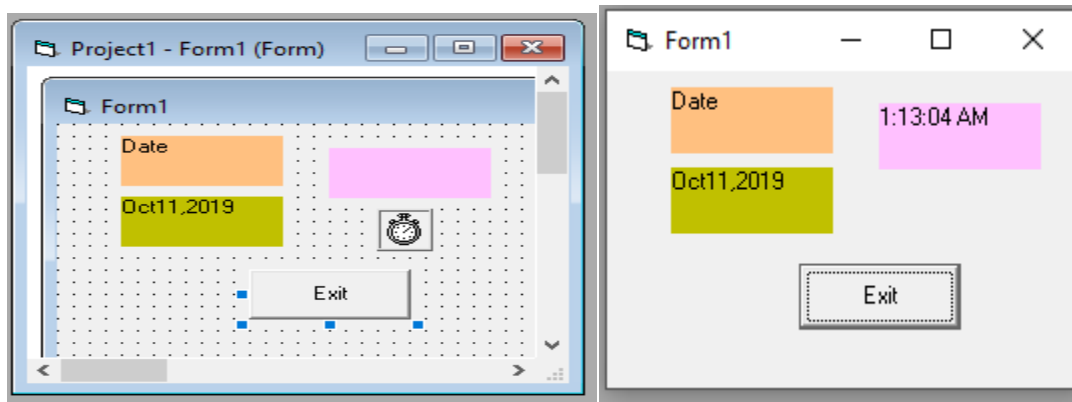 Project1 - Form1 (Form)
Form1
Date
Oct11,2019
Exit
Form1
Date
1:13:04 AM
Oct11,2019
Exit